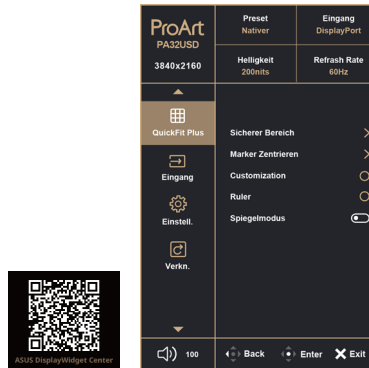 ProArt
PA32USD
3840x2160
Preset
Nativer
Eingang
DisplayPort
Helligkeit
200nits
Refrash Rate
60Hz
QuickFit Plus
Eingang
Einstell.
Verkn.
Sicherer Bereich
Marker Zentrieren
Customization
Ruler
Spiegelmodus
100
Back
Enter
Exit
ASUS DisplayWidget Center